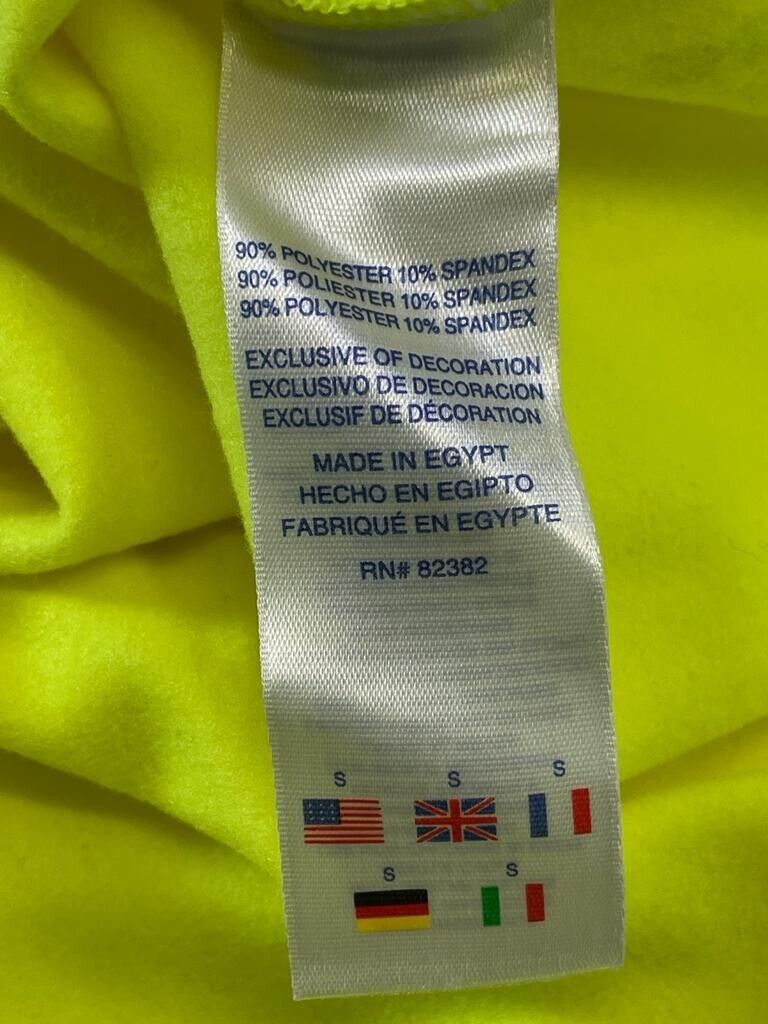 90% POLYESTER 10% SPANDEX
90% POLIESTER 10% SPANDEX
90% POLYESTER 10% SPANDEX
EXCLUSIVE OF DECORATION
EXCLUSIVO DE DECORACION
EXCLUSIF DE DÉCORATION
MADE IN EGYPT
HECHO EN EGIPTO
FABRIQUÉ EN EGYPTE
RN# 82382
S S S
S S